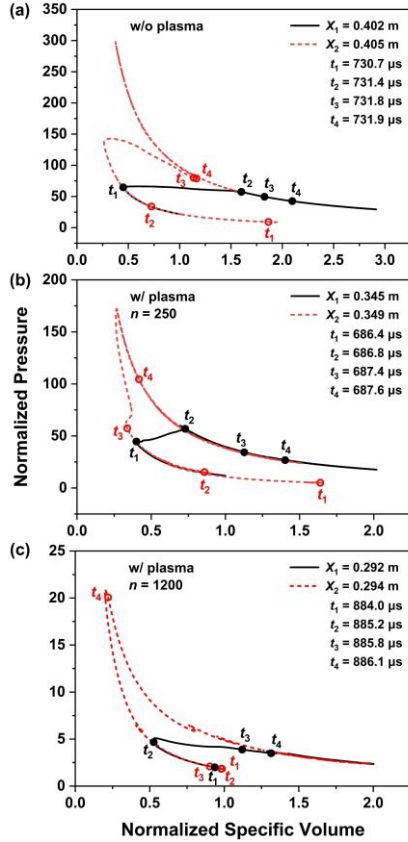 (a)
w/o plasma
X₁ = 0.402 m
X₂ = 0.405 m
t₁ = 730.7 µs
t₂ = 731.4 µs
t₃ = 731.8 µs
t₄ = 731.9 µs
350
300
250
200
150
100
50
0
t₃
t₄
t₂
t₃
t₄
t₁
t₂
t₁
0.0 0.5 1.0 1.5 2.0 2.5 3.0
(b)
w/ plasma
n = 250
X₁ = 0.345 m
X₂ = 0.349 m
t₁ = 686.4 µs
t₂ = 686.8 µs
t₃ = 687.4 µs
t₄ = 687.6 µs
200
150
100
50
0
t₄
t₃
t₂
t₁
t₃
t₄
t₂
t₁
0.0 0.5 1.0 1.5 2.0
(c)
w/ plasma
n = 1200
X₁ = 0.292 m
X₂ = 0.294 m
t₁ = 884.0 µs
t₂ = 885.2 µs
t₃ = 885.8 µs
t₄ = 886.1 µs
25
20
15
10
5
0
t₄
t₂
t₃
t₄
t₁
t₃
t₁
t₂
0.0 0.5 1.0 1.5 2.0
Normalized Pressure
Normalized Specific Volume